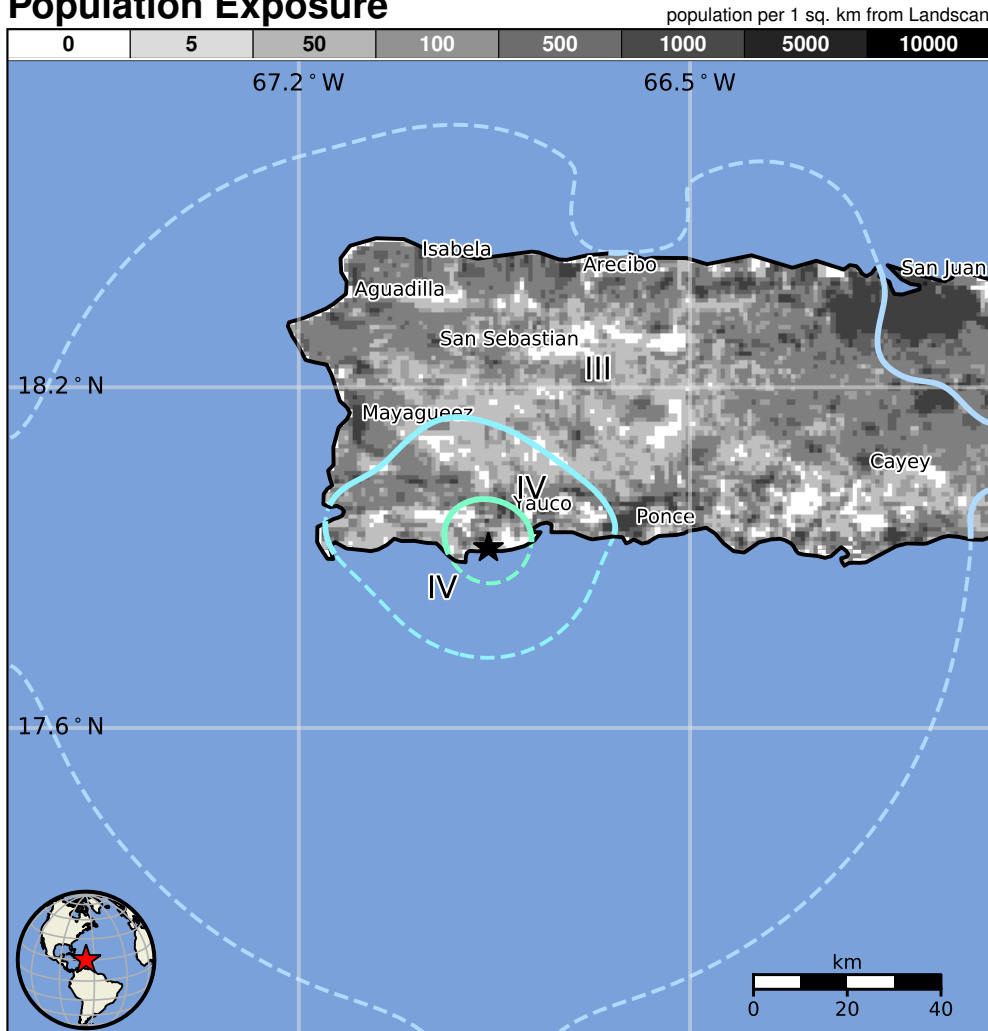 Population Exposure
population per 1 sq. km from Landscan
0 5 50 100 500 1000 5000 10000
67.2°W 66.5°W
Isabela
Arecibo
San Juan
Aguadilla
San Sebastian
III
18.2°N
Mayaguez
Cayey
IV
Yauco
Ponce
IV
17.6°N
km
0 20 40